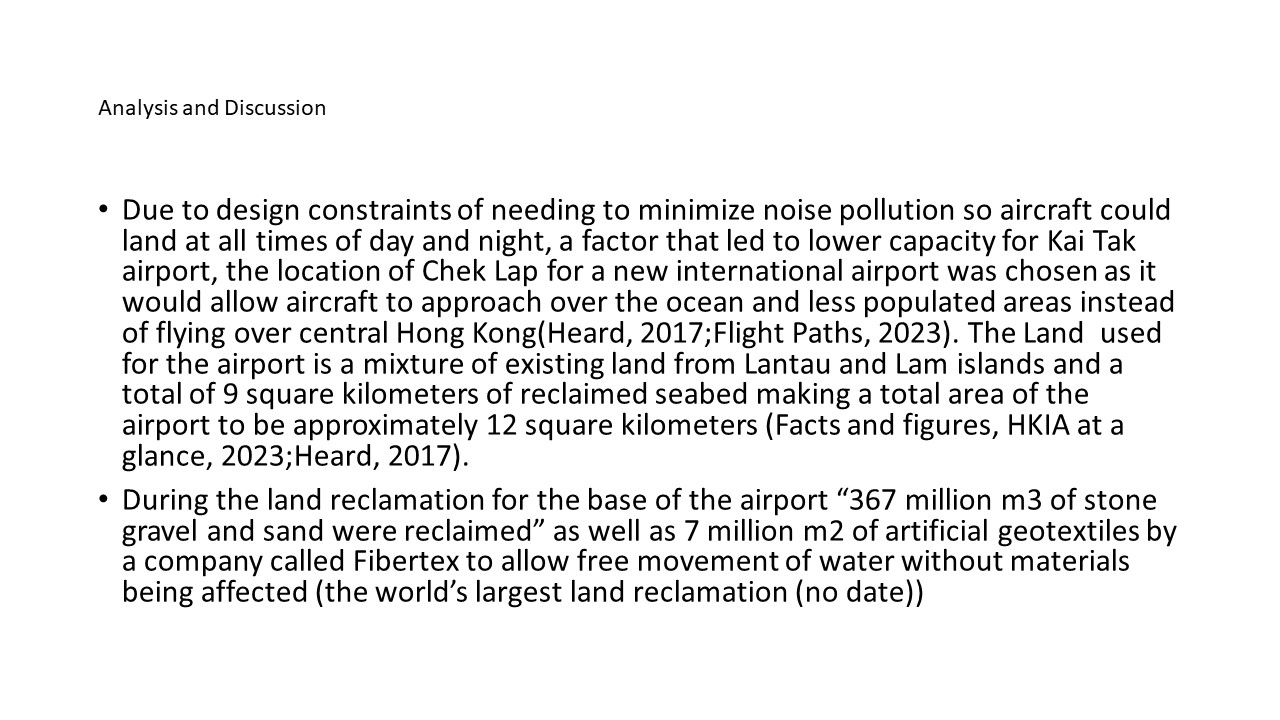 Analysis and Discussion
• Due to design constraints of needing to minimize noise pollution so aircraft could
land at all times of day and night, a factor that led to lower capacity for Kai Tak
airport, the location of Chek Lap for a new international airport was chosen as it
would allow aircraft to approach over the ocean and less populated areas instead
of flying over central Hong Kong(Heard, 2017;Flight Paths, 2023). The Land  used
for the airport is a mixture of existing land from Lantau and Lam islands and a
total of 9 square kilometers of reclaimed seabed making a total area of the
airport to be approximately 12 square kilometers (Facts and figures, HKIA at a
glance, 2023;Heard, 2017).
• During the land reclamation for the base of the airport “367 million m3 of stone
gravel and sand were reclaimed” as well as 7 million m2 of artificial geotextiles by
a company called Fibertex to allow free movement of water without materials
being affected (the world’s largest land reclamation (no date))